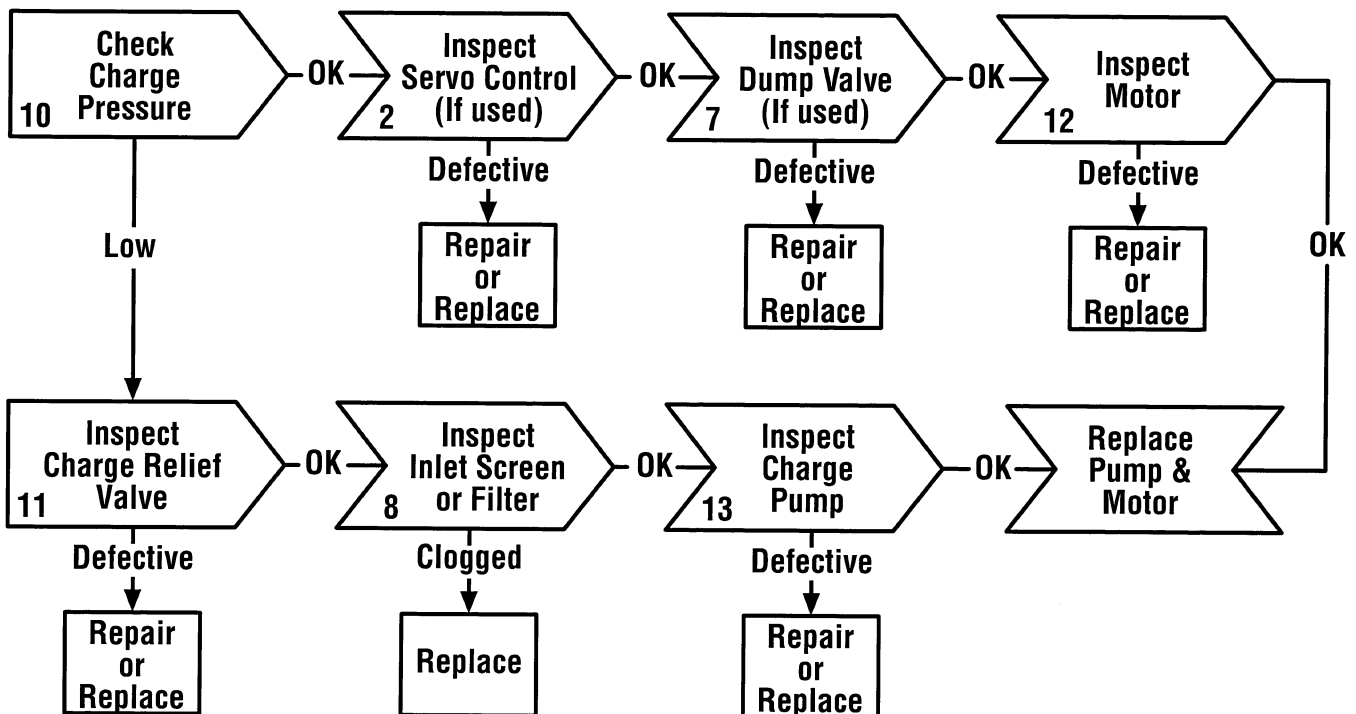 Check
Charge
Pressure
10
OK
Inspect
Servo Control
(If used)
2
OK
Inspect
Dump Valve
(If used)
7
OK
Inspect
Motor
12
Defective
Defective
Defective
Repair
or
Replace
Repair
or
Replace
Repair
or
Replace
Low
OK
Inspect
Charge Relief
Valve
11
OK
Inspect
Inlet Screen
or Filter
8
OK
Inspect
Charge
Pump
13
OK
Replace
Pump &
Motor
Defective
Clogged
Defective
Repair
or
Replace
Replace
Repair
or
Replace